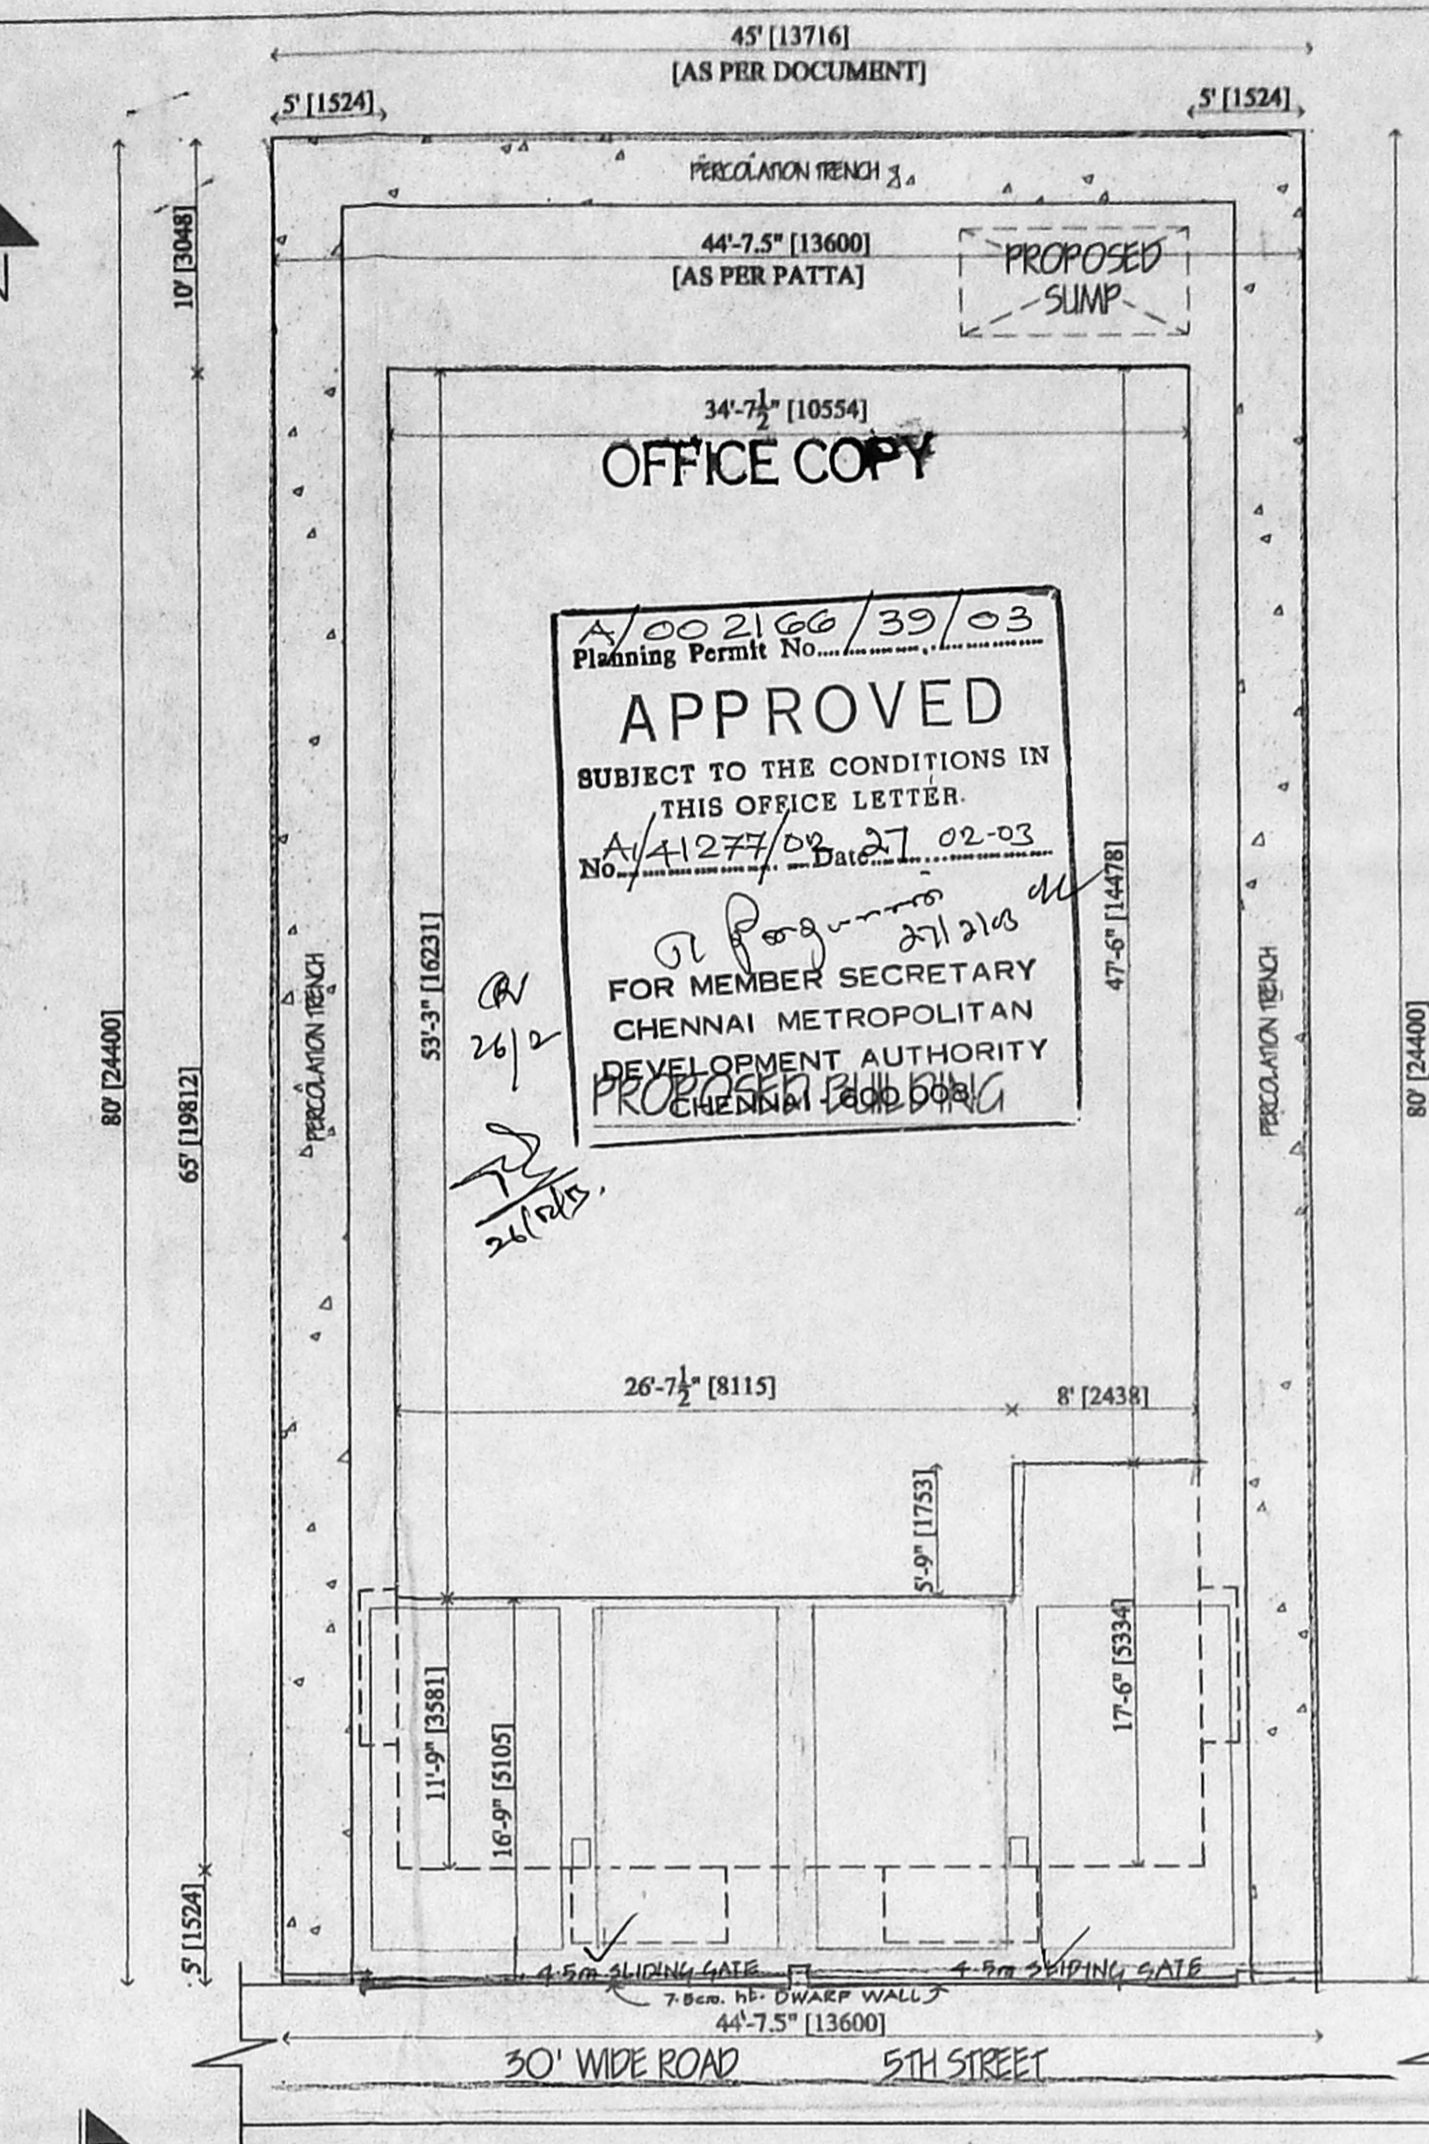 45' [13716]
[AS PER DOCUMENT]
5' [1524]
5' [1524]
PERCOLATION TRENCH
10' [3048]
44'-7.5" [13600]
[AS PER PATTA]
PROPOSED
SUMP
34'-7½" [10554]
OFFICE COPY
A/002166/39/03
Planning Permit No.
APPROVED
SUBJECT TO THE CONDITIONS IN
THIS OFFICE LETTER.
No. A1/41277/02 Date 27 02-03
27/2/03
FOR MEMBER SECRETARY
CHENNAI METROPOLITAN
DEVELOPMENT AUTHORITY
PROPOSED BUILDING
CHENNAI - 600 008
26/2
53'-3" [16231]
47'-6" [14478]
80' [24400]
65' [19812]
PERCOLATION TRENCH
PERCOLATION TRENCH
80' [24400]
26'-7½" [8115]
8' [2438]
5'-9" [1753]
11'-9" [3581]
16'-9" [5105]
17'-6" [5334]
5' [1524]
4.5m SLIDING GATE
4.5m SLIDING GATE
7.5cm. ht. DWARF WALL
44'-7.5" [13600]
30' WIDE ROAD 5TH STREET